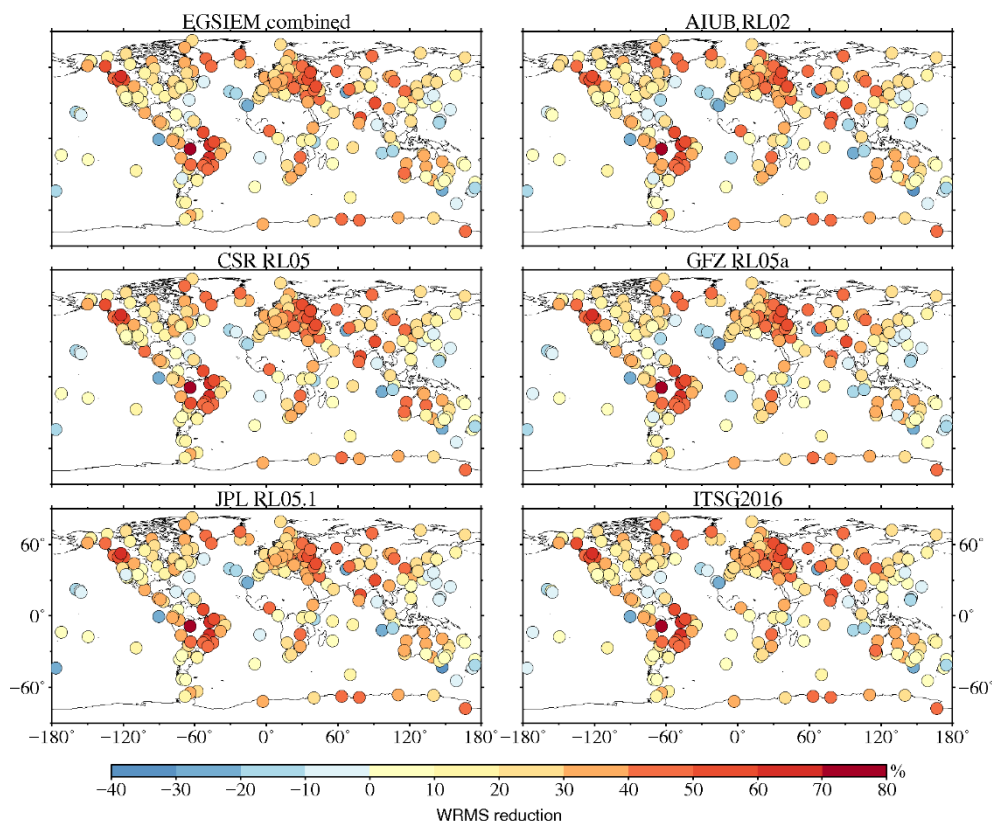 EGSIEM combined AIUB RL02
CSR RL05 GFZ RL05a
JPL RL05.1 ITSG2016
60° 60°
0° 0°
−60° −60°
−180° −120° −60° 0 60° 120° −180° −120° −60° 0° 60° 120° 180°
%
−40 −30 −20 −10 0 10 20 30 40 50 60 70 80
WRMS reduction